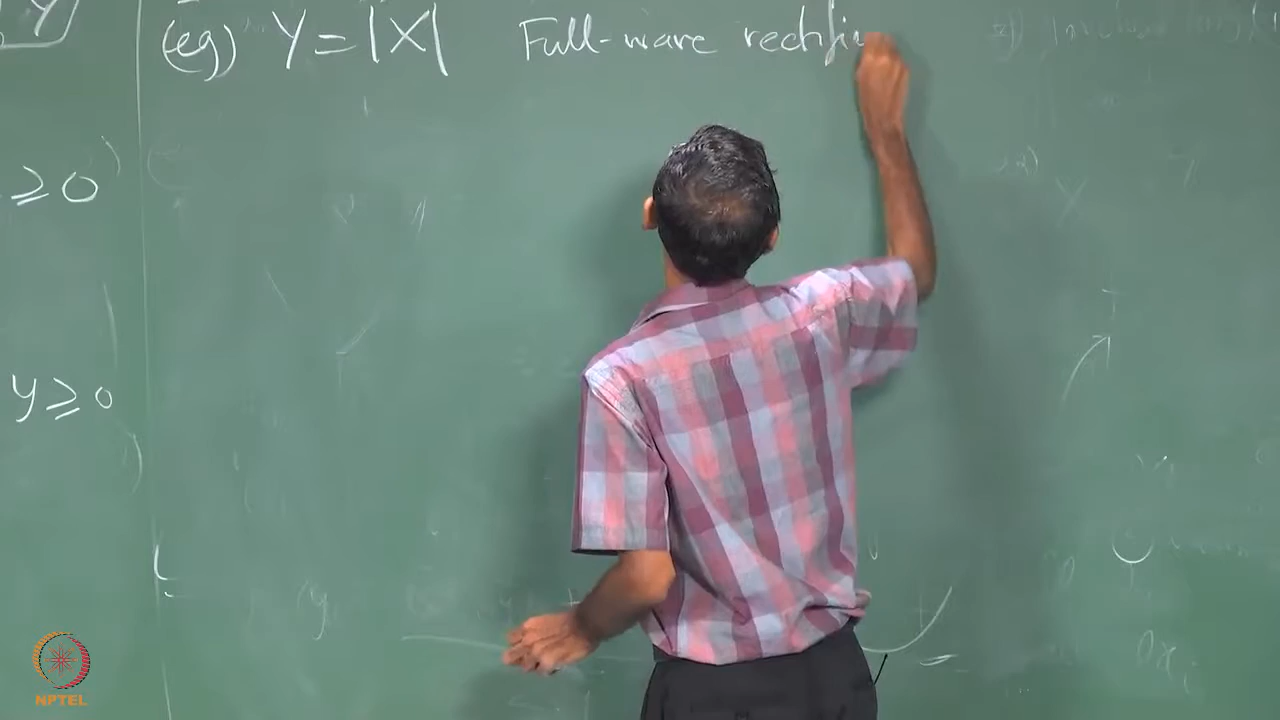 (eg) Y = |X| Full-wave rectifi
≥ 0
y ≥ 0
NPTEL